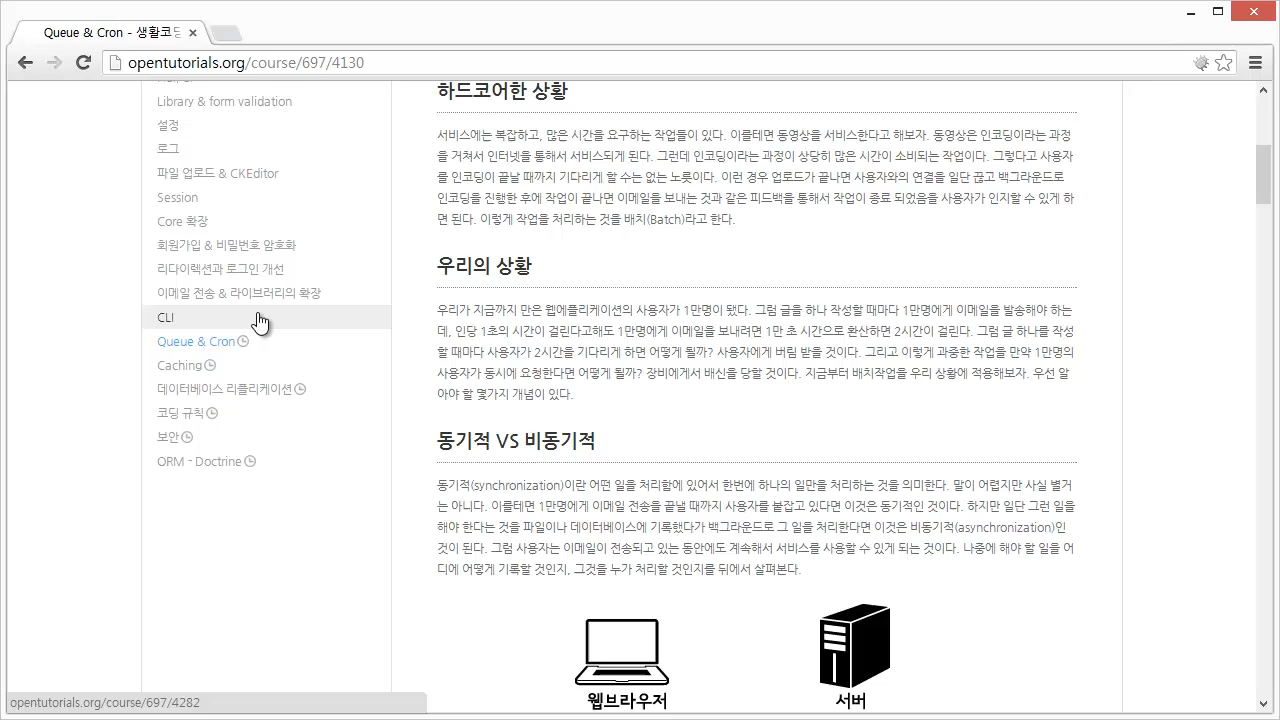 Queue & Cron - 생활코딩
opentutorials.org/course/697/4130
Library & form validation
설정
로그
파일 업로드 & CKEditor
Session
Core 확장
회원가입 & 비밀번호 암호화
리다이렉션과 로그인 개선
이메일 전송 & 라이브러리의 확장
CLI
Queue & Cron
Caching
데이터베이스 리플리케이션
코딩 규칙
보안
ORM - Doctrine
하드코어한 상황
서비스에는 복잡하고, 많은 시간을 요구하는 작업들이 있다. 이를테면 동영상을 서비스한다고 해보자. 동영상은 인코딩이라는 과정
을 거쳐서 인터넷을 통해서 서비스되게 된다. 그런데 인코딩이라는 과정이 상당히 많은 시간이 소비되는 작업이다. 그렇다고 사용자
를 인코딩이 끝날 때까지 기다리게 할 수는 없는 노릇이다. 이런 경우 업로드가 끝나면 사용자와의 연결을 일단 끊고 백그라운드로
인코딩을 진행한 후에 작업이 끝나면 이메일을 보내는 것과 같은 피드백을 통해서 작업이 종료 되었음을 사용자가 인지할 수 있게 하
면 된다. 이렇게 작업을 처리하는 것을 배치(Batch)라고 한다.
우리의 상황
우리가 지금까지 만은 웹에플리케이션의 사용자가 1만명이 됐다. 그럼 글을 하나 작성할 때마다 1만명에게 이메일을 발송해야 하는
데, 인당 1초의 시간이 걸린다고해도 1만명에게 이메일을 보내려면 1만 초 시간으로 환산하면 2시간이 걸린다. 그럼 글 하나를 작성
할 때마다 사용자가 2시간을 기다리게 하면 어떻게 될까? 사용자에게 버림 받을 것이다. 그리고 이렇게 과중한 작업을 만약 1만명의
사용자가 동시에 요청한다면 어떻게 될까? 장비에게서 배신을 당할 것이다. 지금부터 배치작업을 우리 상황에 적용해보자. 우선 알
아야 할 몇가지 개념이 있다.
동기적 VS 비동기적
동기적(synchronization)이란 어떤 일을 처리함에 있어서 한번에 하나의 일만을 처리하는 것을 의미한다. 말이 어렵지만 사실 별거
는 아니다. 이를테면 1만명에게 이메일 전송을 끝낼 때까지 사용자를 붙잡고 있다면 이것은 동기적인 것이다. 하지만 일단 그런 일을
해야 한다는 것을 파일이나 데이터베이스에 기록했다가 백그라운드로 그 일을 처리한다면 이것은 비동기적(asynchronization)인
것이 된다. 그럼 사용자는 이메일이 전송되고 있는 동안에도 계속해서 서비스를 사용할 수 있게 되는 것이다. 나중에 해야 할 일을 어
디에 어떻게 기록할 것인지, 그것을 누가 처리할 것인지를 뒤에서 살펴본다.
웹브라우저
서버
opentutorials.org/course/697/4282